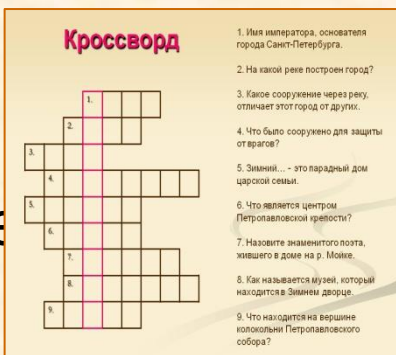 Кроссворд
1. Имя императора, основателя
города Санкт-Петербурга.
2. На какой реке построен город?
3. Какое сооружение через реку,
отличает этот город от других.
4. Что было сооружено для защиты
от врагов?
5. Зимний... - это парадный дом
царской семьи.
6. Что является центром
Петропавловской крепости?
7. Назовите знаменитого поэта,
жившего в доме на р. Мойке.
8. Как называется музей, который
находится в Зимнем дворце.
9. Что находится на вершине
колокольни Петропавловского
собора?
1.
2.
3.
4.
5.
6.
7.
8.
9.